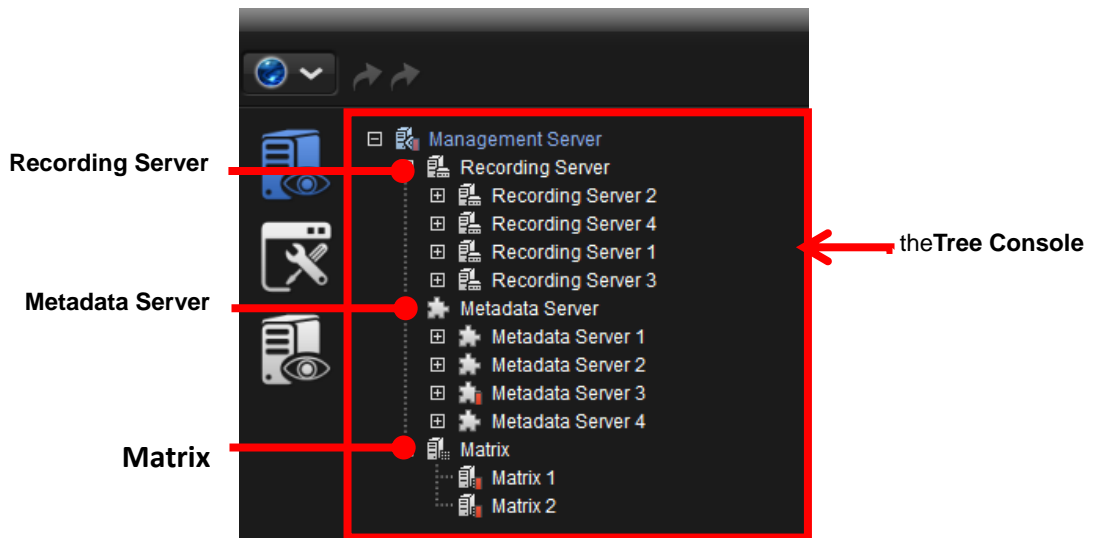 Management Server
Recording Server
Recording Server
Recording Server 2
Recording Server 4
theTree Console
Recording Server 1
Recording Server 3
Metadata Server
Metadata Server
Metadata Server 1
Metadata Server 2
Metadata Server 3
Metadata Server 4
Matrix
Matrix
Matrix 1
Matrix 2